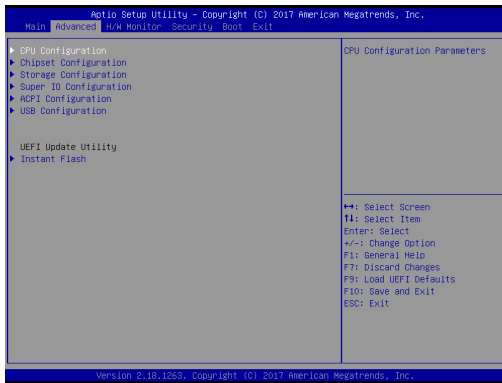 Aptio Setup Utility – Copyright (C) 2017 American Megatrends, Inc.
Main Advanced H/W Monitor Security Boot Exit
CPU Configuration
Chipset Configuration
Storage Configuration
Super IO Configuration
ACPI Configuration
USB Configuration
UEFI Update Utility
Instant Flash
CPU Configuration Parameters
↔: Select Screen
↑↓: Select Item
Enter: Select
+/-: Change Option
F1: General Help
F7: Discard Changes
F9: Load UEFI Defaults
F10: Save and Exit
ESC: Exit
Version 2.18.1263. Copyright (C) 2017 American Megatrends, Inc.